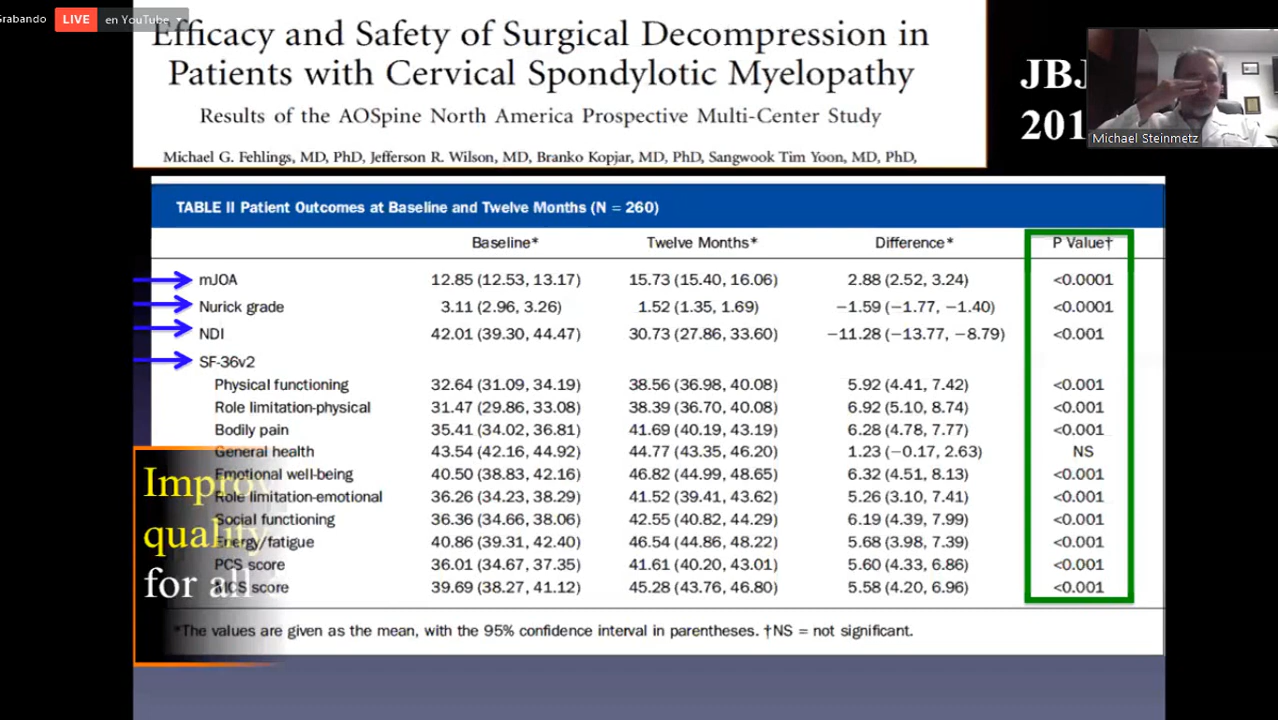 Grabando LIVE en YouTube
Efficacy and Safety of Surgical Decompression in
Patients with Cervical Spondylotic Myelopathy
Results of the AOSpine North America Prospective Multi-Center Study
Michael G. Fehlings, MD, PhD, Jefferson R. Wilson, MD, Branko Kopjar, MD, PhD, Sangwook Tim Yoon, MD, PhD,
Michael Steinmetz
TABLE II Patient Outcomes at Baseline and Twelve Months (N = 260)
Baseline* Twelve Months* Difference* P Value†
mJOA 12.85 (12.53, 13.17) 15.73 (15.40, 16.06) 2.88 (2.52, 3.24) <0.0001
Nurick grade 3.11 (2.96, 3.26) 1.52 (1.35, 1.69) −1.59 (−1.77, −1.40) <0.0001
NDI 42.01 (39.30, 44.47) 30.73 (27.86, 33.60) −11.28 (−13.77, −8.79) <0.001
SF-36v2
Physical functioning 32.64 (31.09, 34.19) 38.56 (36.98, 40.08) 5.92 (4.41, 7.42) <0.001
Role limitation-physical 31.47 (29.86, 33.08) 38.39 (36.70, 40.08) 6.92 (5.10, 8.74) <0.001
Bodily pain 35.41 (34.02, 36.81) 41.69 (40.19, 43.19) 6.28 (4.78, 7.77) <0.001
General health 43.54 (42.16, 44.92) 44.77 (43.35, 46.20) 1.23 (−0.17, 2.63) NS
Emotional well-being 40.50 (38.83, 42.16) 46.82 (44.99, 48.65) 6.32 (4.51, 8.13) <0.001
Role limitation-emotional 36.26 (34.23, 38.29) 41.52 (39.41, 43.62) 5.26 (3.10, 7.41) <0.001
Social functioning 36.36 (34.66, 38.06) 42.55 (40.82, 44.29) 6.19 (4.39, 7.99) <0.001
Energy/fatigue 40.86 (39.31, 42.40) 46.54 (44.86, 48.22) 5.68 (3.98, 7.39) <0.001
PCS score 36.01 (34.67, 37.35) 41.61 (40.20, 43.01) 5.60 (4.33, 6.86) <0.001
MCS score 39.69 (38.27, 41.12) 45.28 (43.76, 46.80) 5.58 (4.20, 6.96) <0.001
quality
for all
*The values are given as the mean, with the 95% confidence interval in parentheses. †NS = not significant.